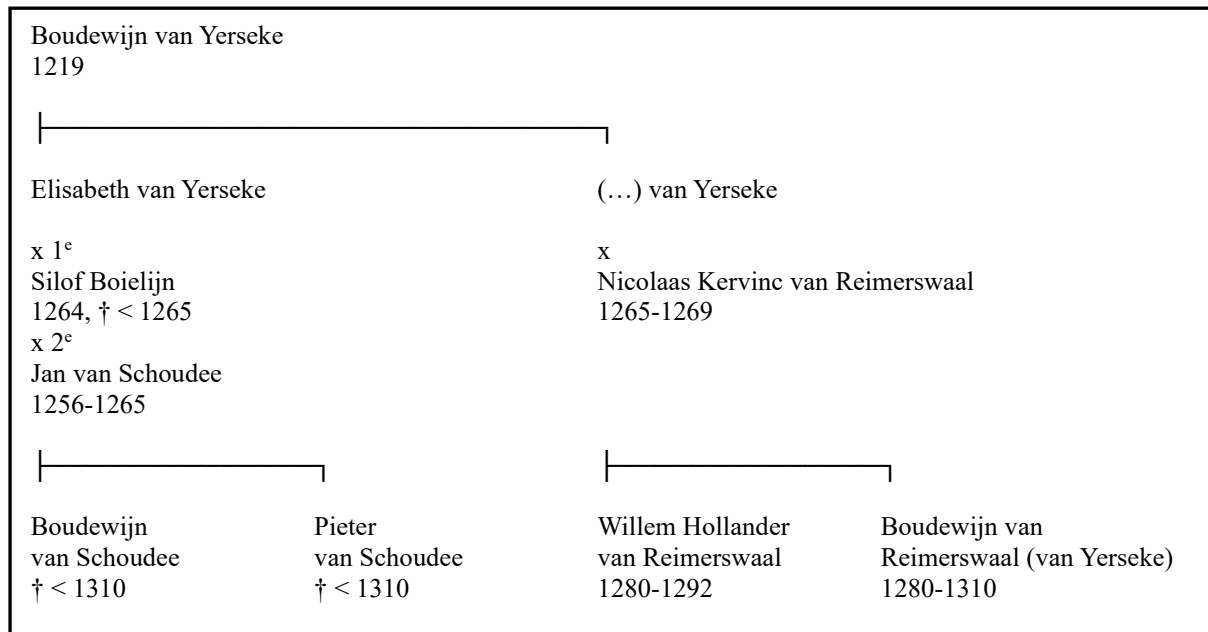 Boudewijn van Yerseke
1219
Elisabeth van Yerseke
(…) van Yerseke
x 1e
Silof Boielijn
1264, † < 1265
x 2e
Jan van Schoudee
1256-1265
x
Nicolaas Kervinc van Reimerswaal
1265-1269
Boudewijn
van Schoudee
† < 1310
Pieter
van Schoudee
† < 1310
Willem Hollander
van Reimerswaal
1280-1292
Boudewijn van
Reimerswaal (van Yerseke)
1280-1310